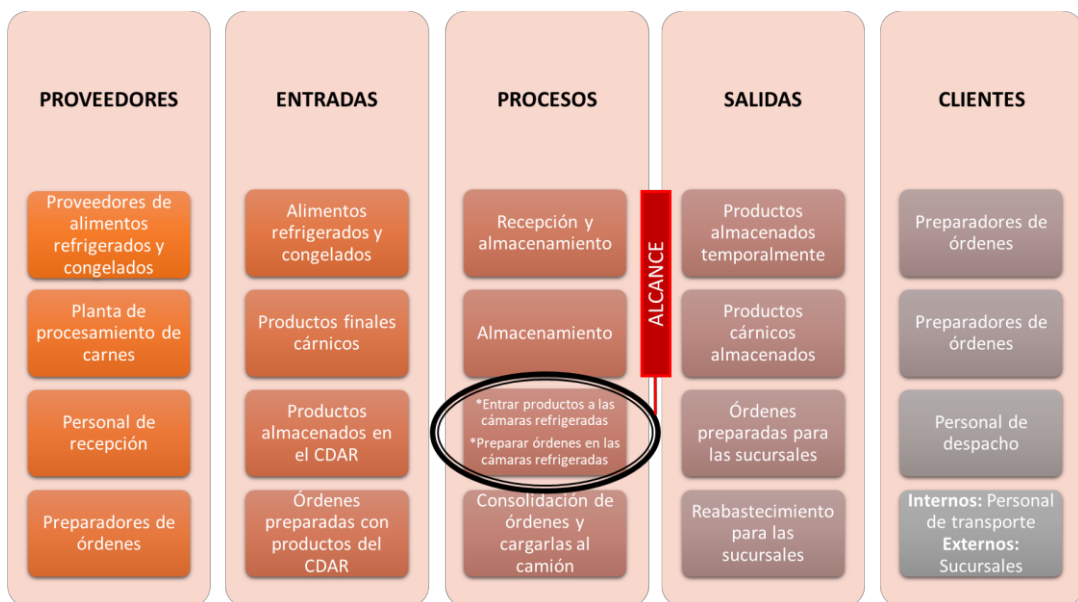 PROVEEDORES
Proveedores de
alimentos
refrigerados y
congelados
Planta de
procesamiento de
carnes
Personal de
recepción
Preparadores de
órdenes
ENTRADAS
Alimentos
refrigerados y
congelados
Productos finales
cárnicos
Productos
almacenados en
el CDAR
Órdenes
preparadas con
productos del
CDAR
PROCESOS
Recepción y
almacenamiento
Almacenamiento
*Entrar productos a las
cámaras refrigeradas
*Preparar órdenes en las
cámaras refrigeradas
Consolidación de
órdenes y
cargarlas al
camión
ALCANCE
SALIDAS
Productos
almacenados
temporalmente
Productos
cárnicos
almacenados
Órdenes
preparadas para
las sucursales
Reabastecimiento
para las
sucursales
CLIENTES
Preparadores de
órdenes
Preparadores de
órdenes
Personal de
despacho
Internos: Personal
de transporte
Externos:
Sucursales